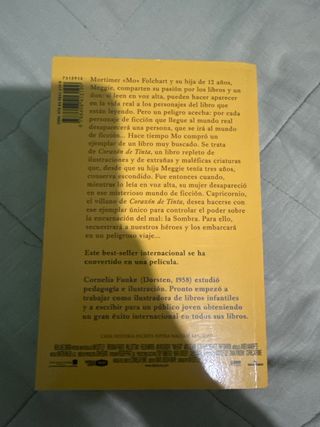 7412914
Mortimer «Mo» Folchart y su hija de 12 años,
Meggie, comparten su pasión por los libros y un
don: si leen en voz alta, pueden hacer aparecer
en la vida real a los personajes del libro que
están leyendo. Pero un peligro acecha: por cada
personaje de ficción que llegue al mundo real
desaparecerá una persona, que se irá al mundo
de ficción... Hace tiempo Mo compró un
ejemplar de un libro muy buscado. Se trata
de Corazón de Tinta, un libro repleto de
ilustraciones y de extrañas y maléficas criaturas
que, desde que su hija Meggie tenía tres años,
conserva escondido. Fue entonces cuando,
mientras lo leía en voz alta, su mujer desapareció
en ese misterioso mundo de ficción. Capricornio,
el villano de Corazón de Tinta, desea hacerse con
ese ejemplar único para controlar el poder sobre
la encarnación del mal: la Sombra. Para ello,
secuestrará a nuestros héroes y los embarcará
en un peligroso viaje...
Este best-seller internacional se ha
convertido en una película.
Cornelia Funke (Dorsten, 1958) estudió
pedagogía e ilustración. Pronto empezó a
trabajar como ilustradora de libros infantiles
y a escribir para un público joven obteniendo
un gran éxito internacional en todos sus libros.
CADA HISTORIA ESCRITA ESPERA